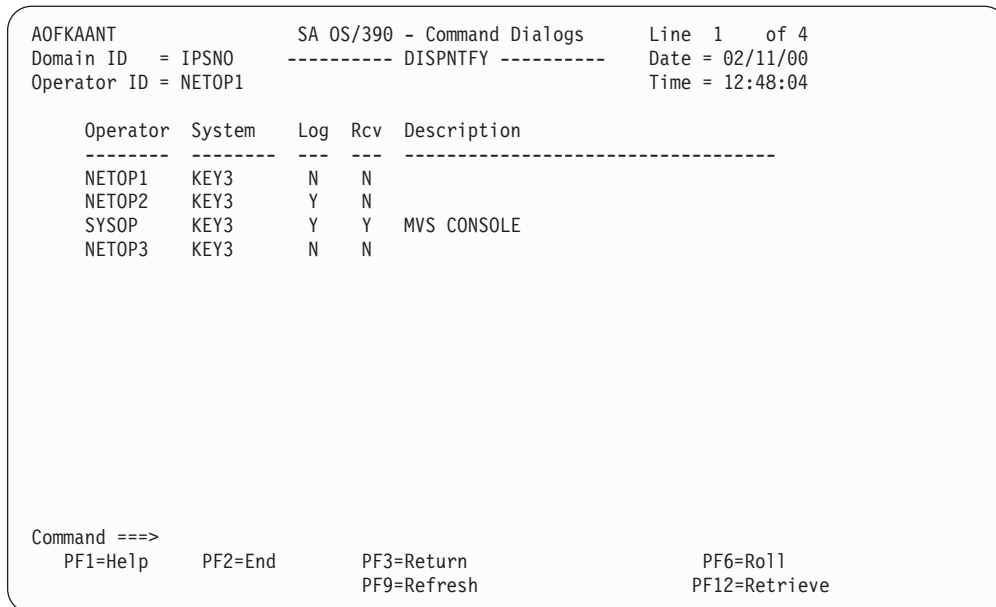 AOFKAANT SA OS/390 - Command Dialogs Line 1 of 4
Domain ID = IPSNO ---------- DISPNTFY ---------- Date = 02/11/00
Operator ID = NETOP1 Time = 12:48:04
Operator System Log Rcv Description
-------- -------- --- --- -----------------------------------
NETOP1 KEY3 N N
NETOP2 KEY3 Y N
SYSOP KEY3 Y Y MVS CONSOLE
NETOP3 KEY3 N N
Command ===>
PF1=Help PF2=End PF3=Return PF6=Roll
PF9=Refresh PF12=Retrieve